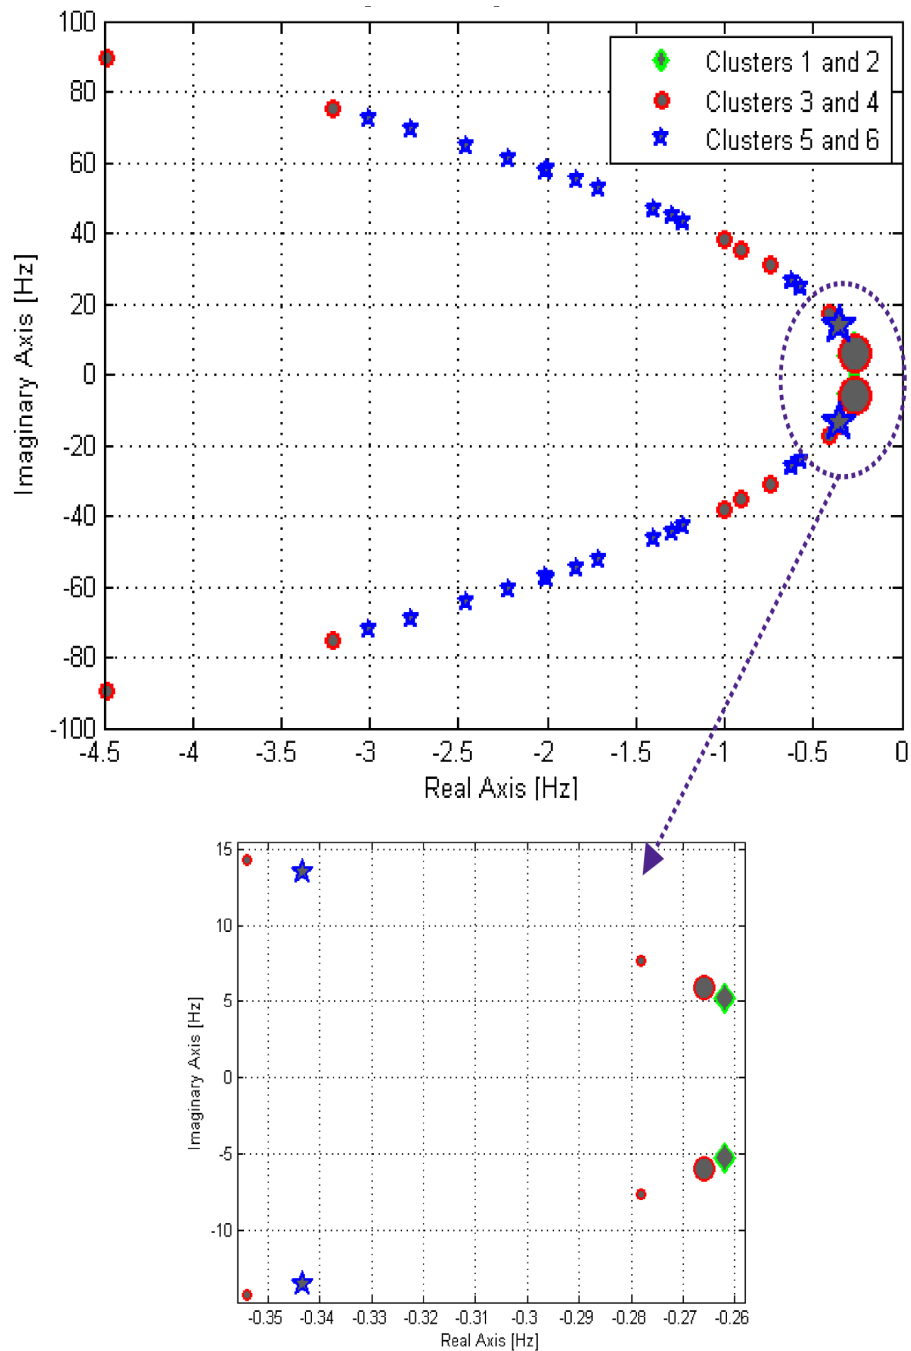 100
80
60
40
20
0
-20
-40
-60
-80
-100
Imaginary Axis [Hz]
Clusters 1 and 2
Clusters 3 and 4
Clusters 5 and 6
-4.5 -4 -3.5 -3 -2.5 -2 -1.5 -1 -0.5 0
Real Axis [Hz]
15
10
5
0
-5
-10
Imaginary Axis [Hz]
-0.35 -0.34 -0.33 -0.32 -0.31 -0.3 -0.29 -0.28 -0.27 -0.26
Real Axis [Hz]